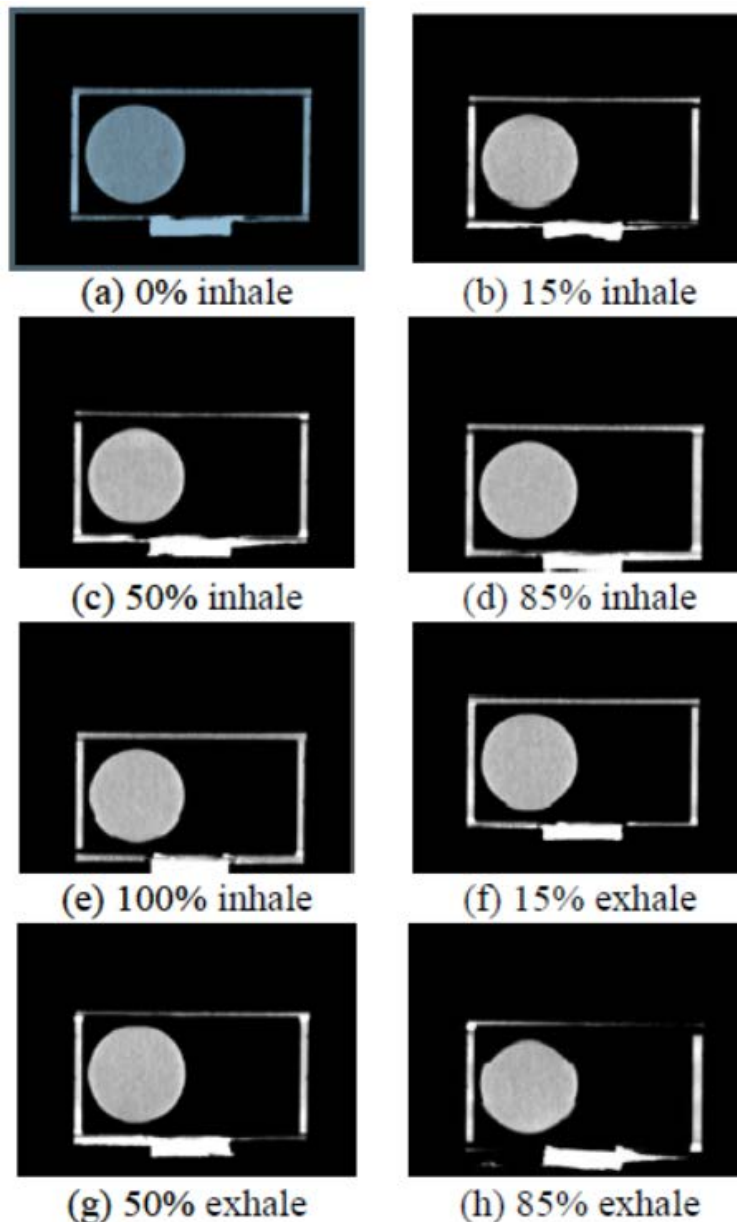 (a) 0% inhale
(b) 15% inhale
(c) 50% inhale
(d) 85% inhale
(e) 100% inhale
(f) 15% exhale
(g) 50% exhale
(h) 85% exhale